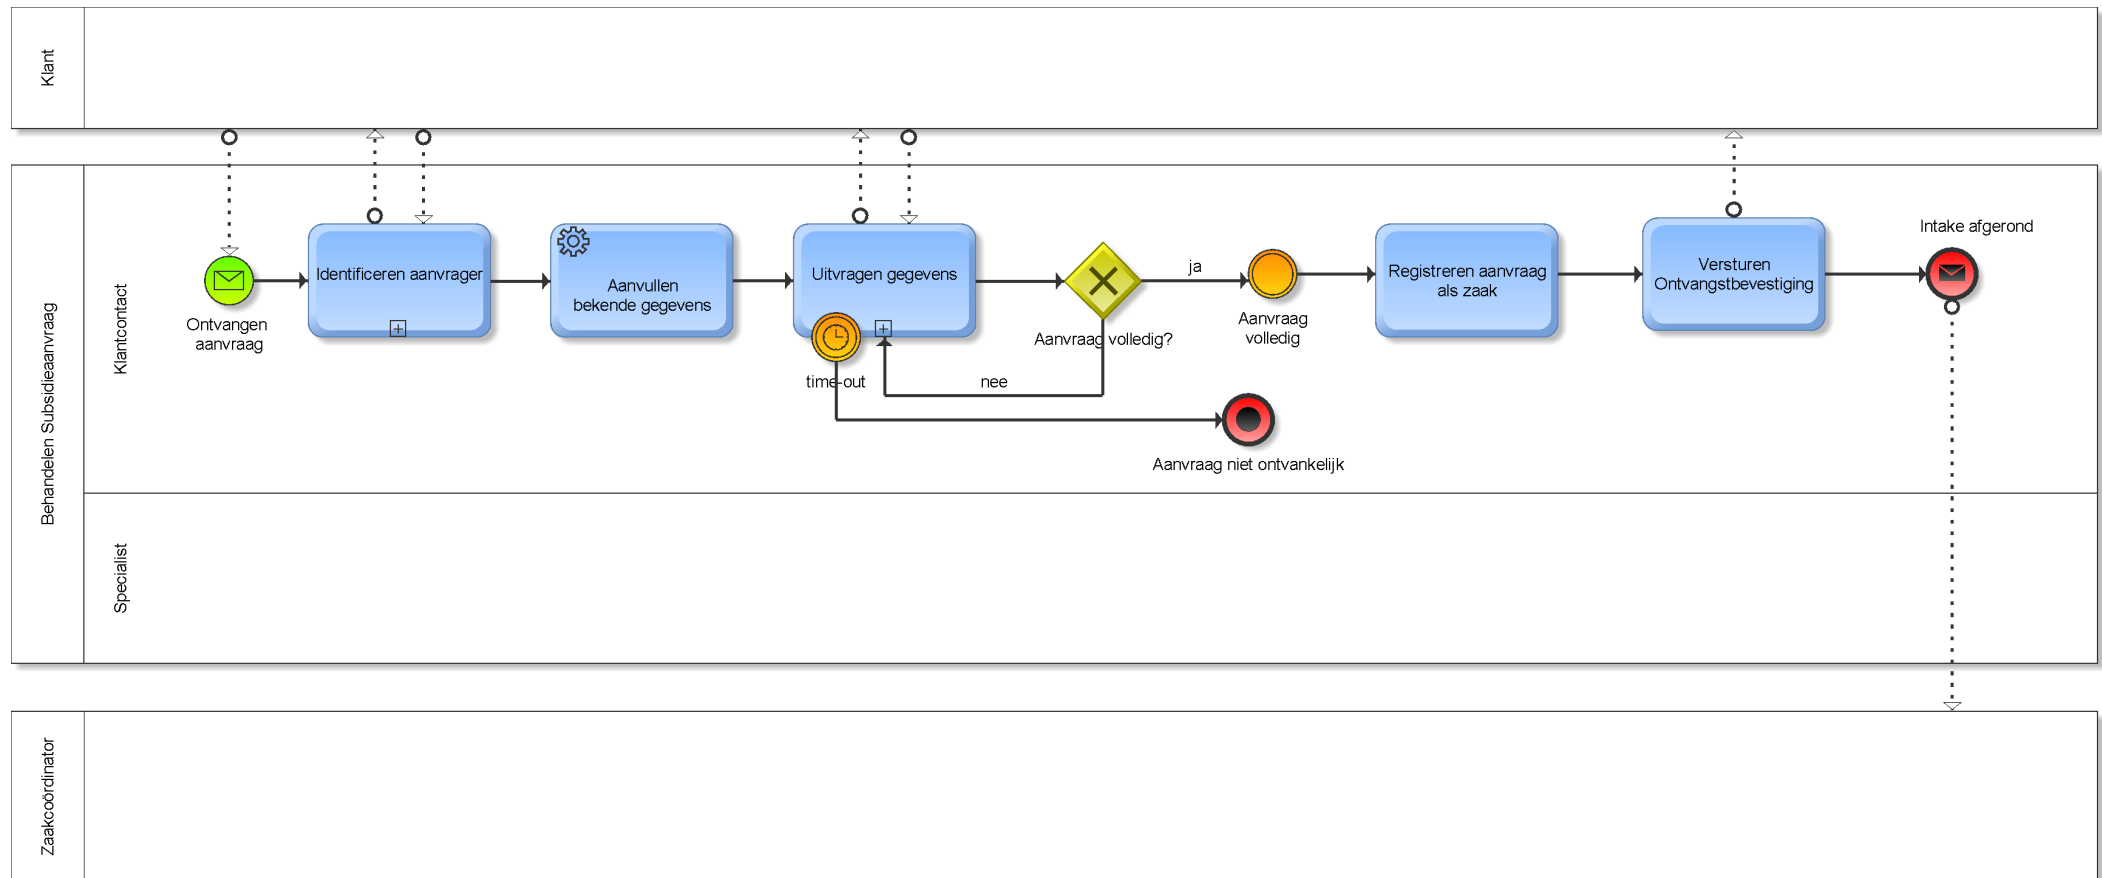 Klant
Behandelen Subsidieaanvraag
Klantcontact
Ontvangen
aanvraag
Identificeren aanvrager
Aanvullen
bekende gegevens
Uitvragen gegevens
time-out
nee
Aanvraag volledig?
ja
Aanvraag
volledig
Aanvraag niet ontvankelijk
Registreren aanvraag
als zaak
Versturen
Ontvangstbevestiging
Intake afgerond
Specialist
Zaakcoördinator